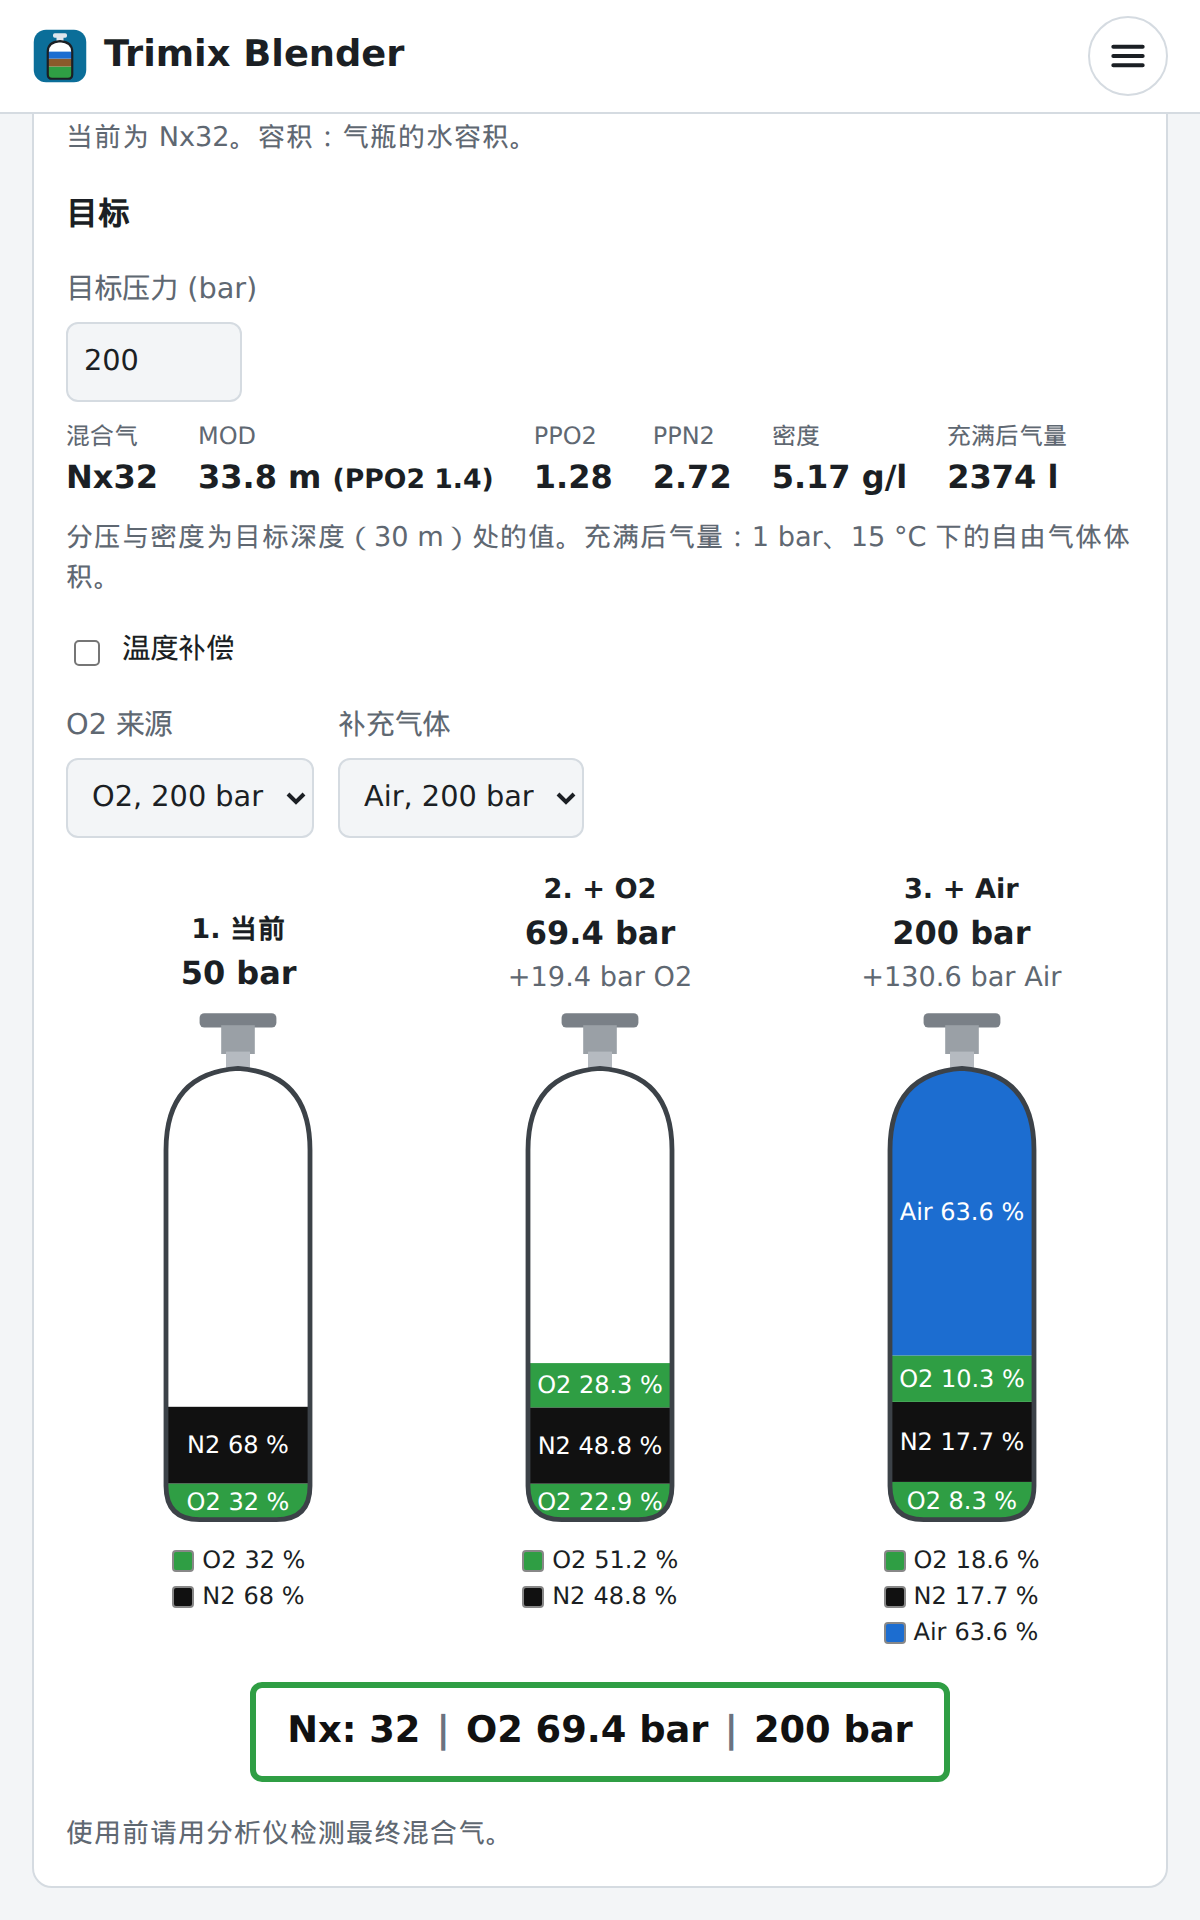 Trimix Blender
当前为 Nx32。容积：气瓶的水容积。
目标
目标压力 (bar)
200
混合气 MOD PPO2 PPN2 密度 充满后气量
Nx32 33.8 m (PPO2 1.4) 1.28 2.72 5.17 g/l 2374 l
分压与密度为目标深度（30 m）处的值。充满后气量：1 bar、15 °C 下的自由气体体
积。
温度补偿
O2 来源 补充气体
O2, 200 bar Air, 200 bar
1. 当前
50 bar
2. + O2
69.4 bar
+19.4 bar O2
3. + Air
200 bar
+130.6 bar Air
N2 68 %
O2 32 %
O2 28.3 %
N2 48.8 %
O2 22.9 %
Air 63.6 %
O2 10.3 %
N2 17.7 %
O2 8.3 %
O2 32 %
N2 68 %
O2 51.2 %
N2 48.8 %
O2 18.6 %
N2 17.7 %
Air 63.6 %
Nx: 32 | O2 69.4 bar | 200 bar
使用前请用分析仪检测最终混合气。